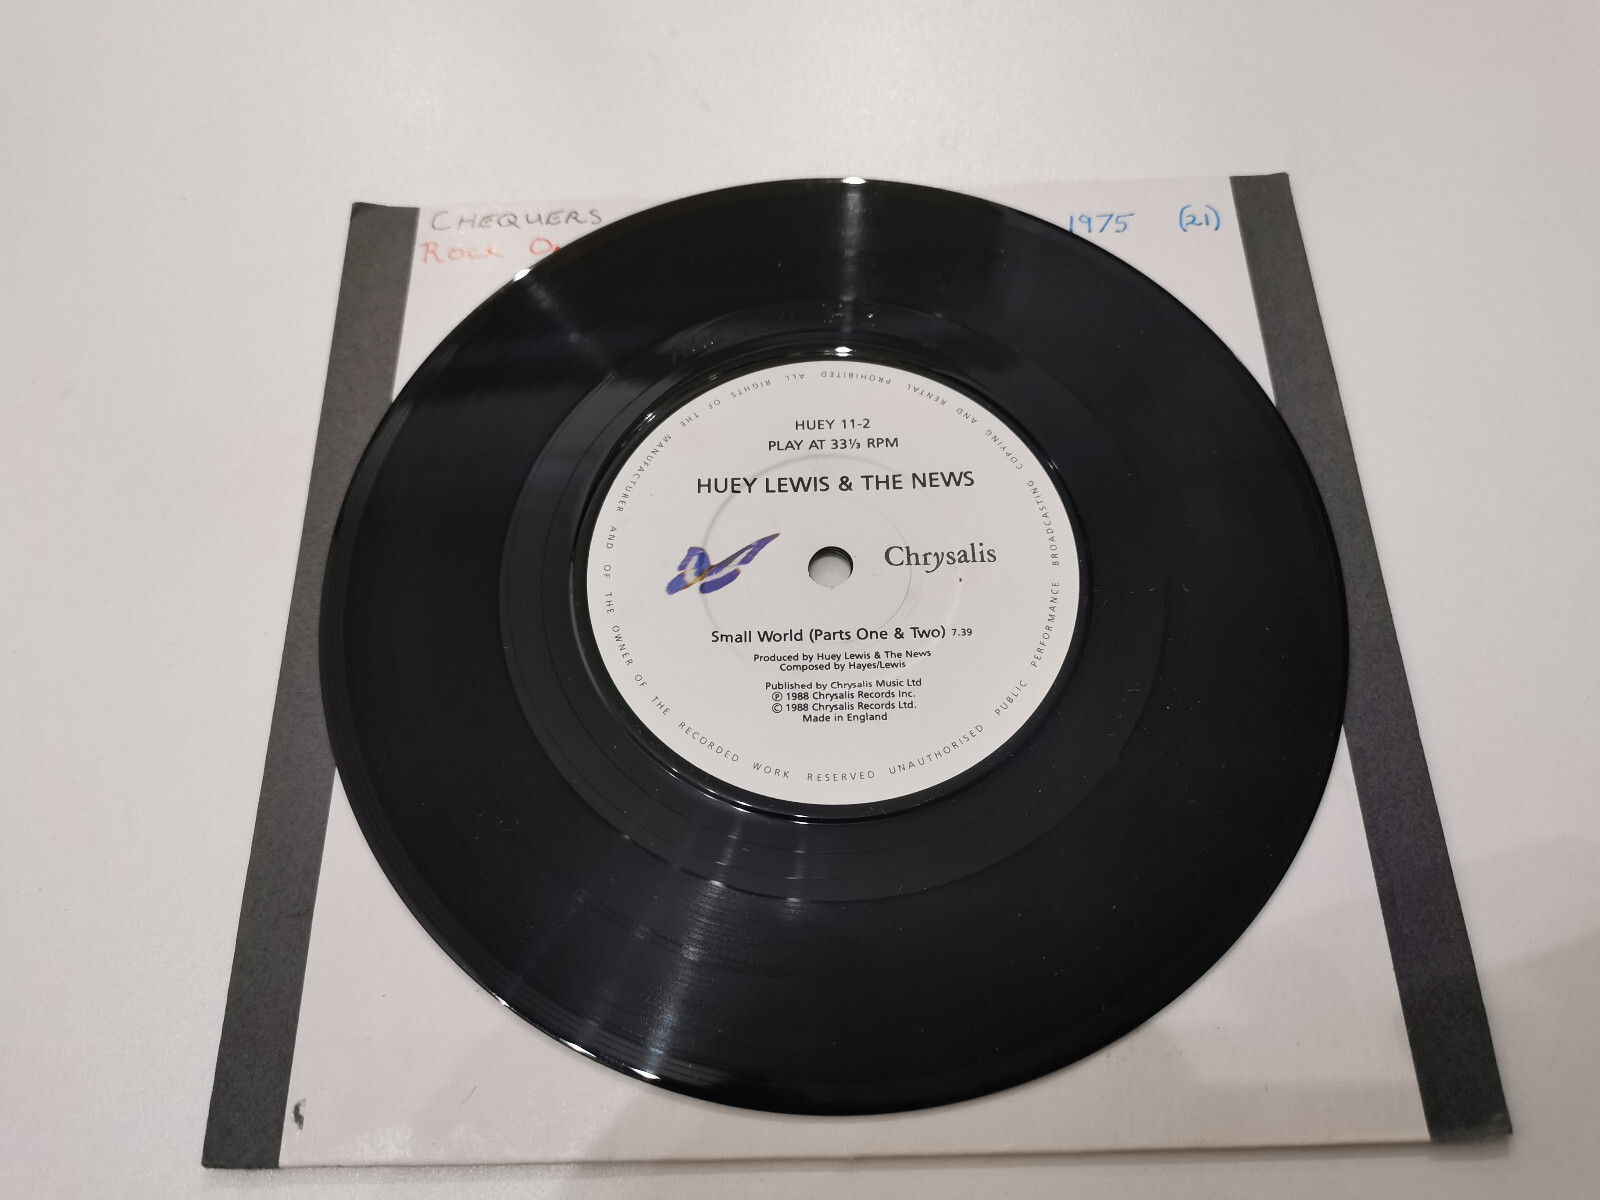 CHEQUERS 1975 (21)
ROCK
HUEY 11-2
PLAY AT 33⅓ RPM
HUEY LEWIS & THE NEWS
Chrysalis
Small World (Parts One & Two) 7.39
Produced by Huey Lewis & The News
Composed by Hayes/Lewis
Published by Chrysalis Music Ltd
℗ 1988 Chrysalis Records Inc.
© 1988 Chrysalis Records Ltd.
Made in England
ALL RIGHTS OF THE MANUFACTURER AND OF THE OWNER OF THE RECORDED WORK RESERVED UNAUTHORISED PUBLIC PERFORMANCE BROADCASTING COPYING AND RENTAL PROHIBITED